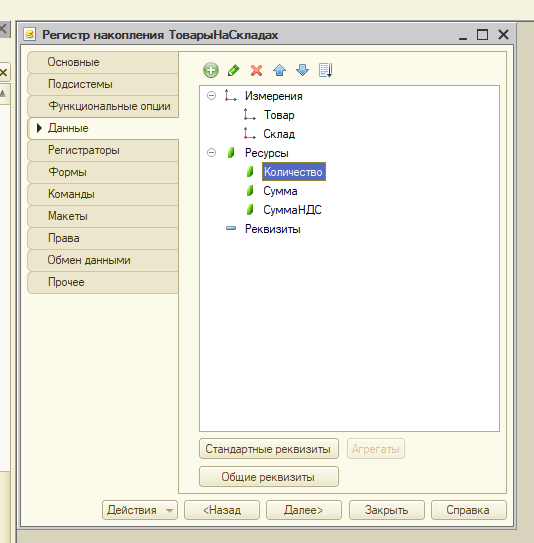 Регистр накопления ТоварыНаСкладах
Основные
Подсистемы
Функциональные опции
Данные
Регистраторы
Формы
Команды
Макеты
Права
Обмен данными
Прочее
Измерения
Товар
Склад
Ресурсы
Количество
Сумма
СуммаНДС
Реквизиты
Стандартные реквизиты
Агрегаты
Общие реквизиты
Действия
<Назад
Далее>
Закрыть
Справка